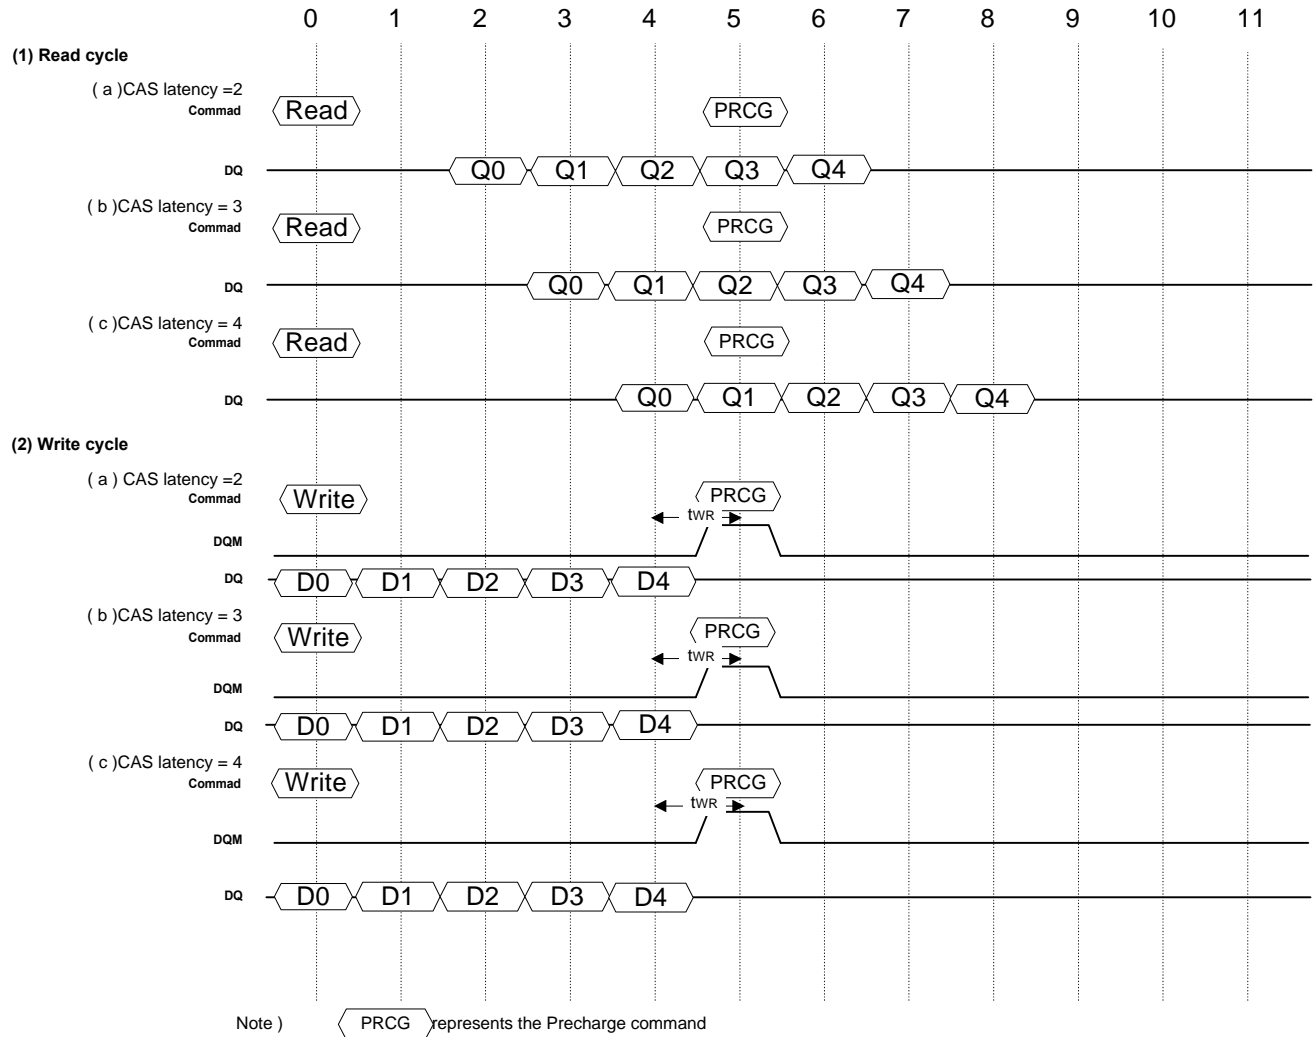 0 1 2 3 4 5 6 7 8 9 10 11
(1) Read cycle
( a )CAS latency =2
Commad Read PRCG
DQ Q0 Q1 Q2 Q3 Q4
( b )CAS latency = 3
Commad Read PRCG
DQ Q0 Q1 Q2 Q3 Q4
( c )CAS latency = 4
Commad Read PRCG
DQ Q0 Q1 Q2 Q3 Q4
(2) Write cycle
( a ) CAS latency =2
Commad Write PRCG
tWR
DQM
DQ D0 D1 D2 D3 D4
( b )CAS latency = 3
Commad Write PRCG
tWR
DQM
DQ D0 D1 D2 D3 D4
( c )CAS latency = 4
Commad Write PRCG
tWR
DQM
DQ D0 D1 D2 D3 D4
Note ) PRCG represents the Precharge command